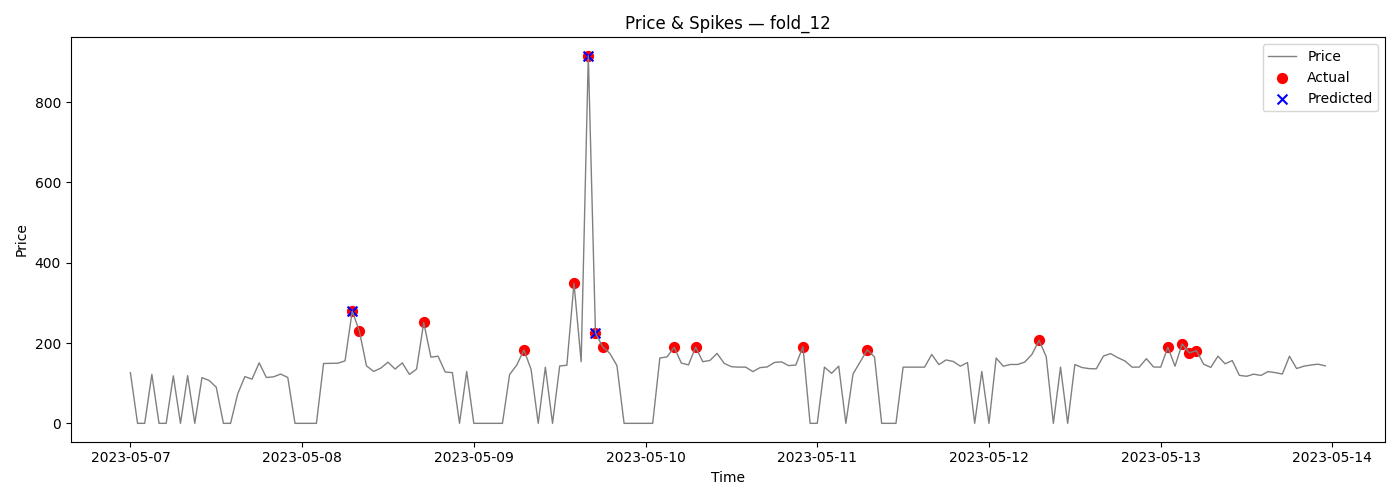 Price & Spikes — fold_12
Price
Actual
Predicted
800
600
400
200
0
Price
2023-05-07
2023-05-08
2023-05-09
2023-05-10
2023-05-11
2023-05-12
2023-05-13
2023-05-14
Time